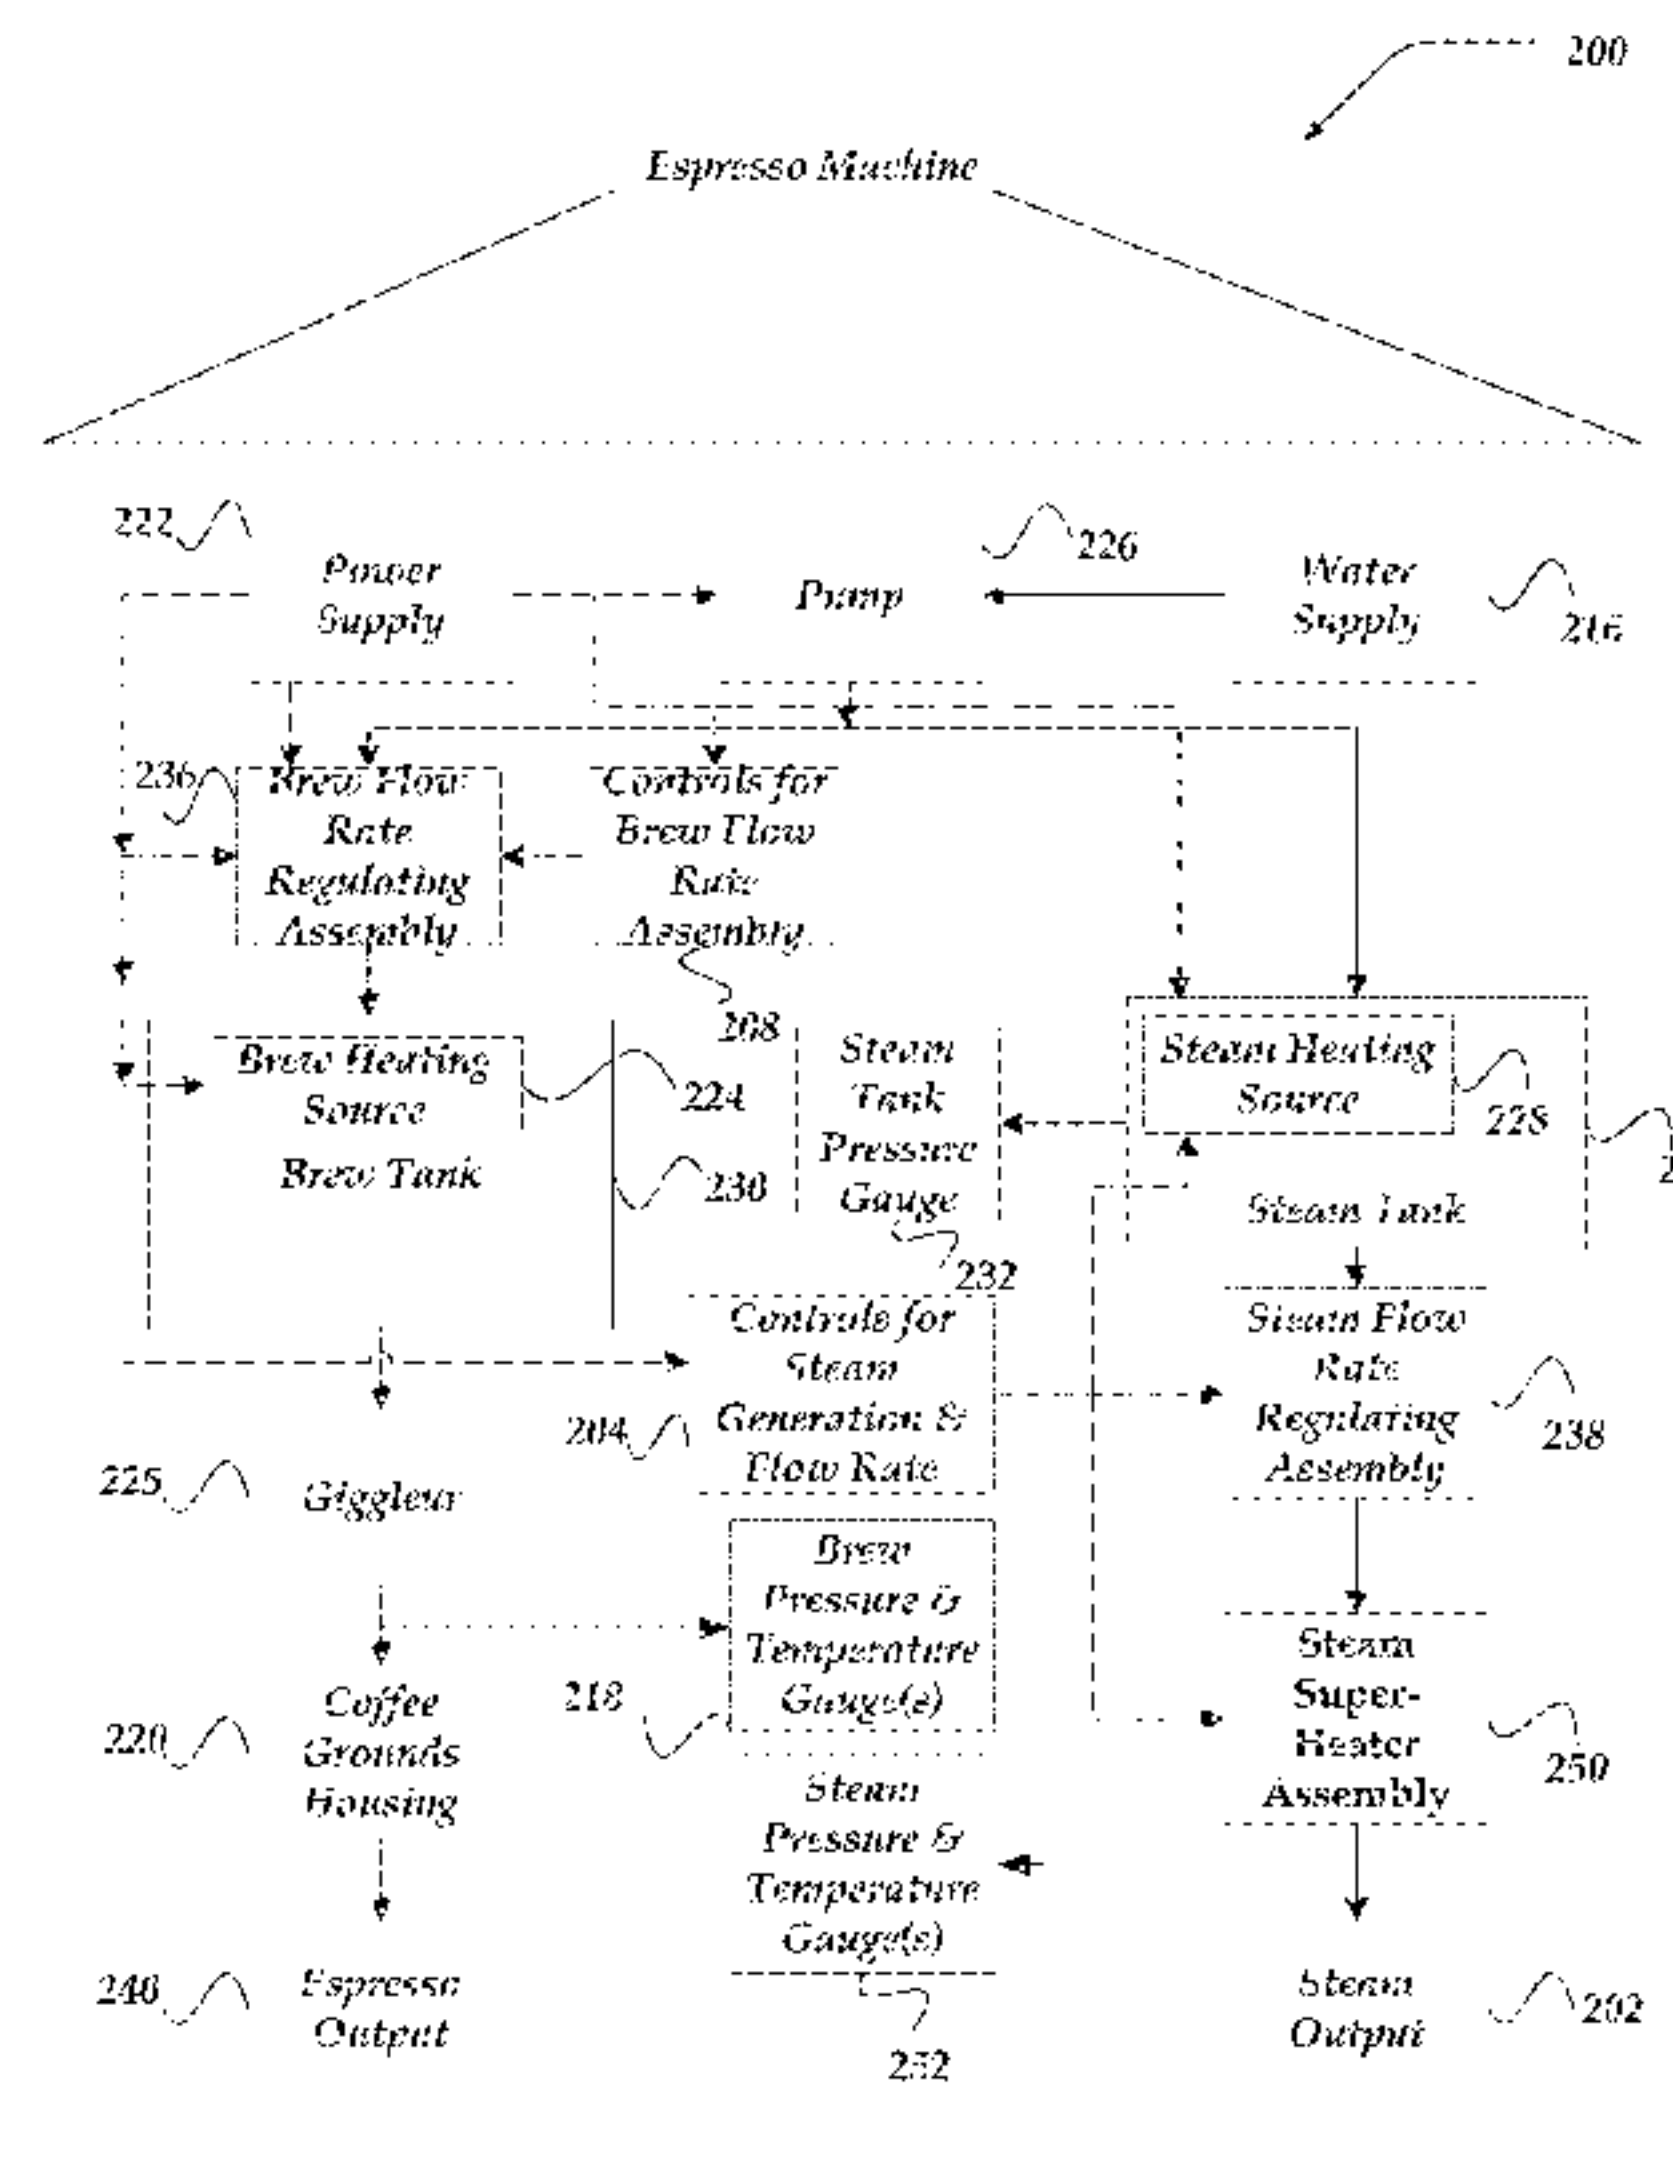 200
Espresso Machine
222
226
Power
Supply
Pump
Water
Supply
216
236
Brew Flow
Rate
Regulating
Assembly
Controls for
Brew Flow
Rate
Assembly
208
Brew Heating
Source
224
Brew Tank
230
Steam
Tank
Pressure
Gauge
232
Steam Heating
Source
228
Steam Tank
Controls for
Steam
Generation &
Flow Rate
204
Steam Flow
Rate
Regulating
Assembly
238
225
Giggleur
Brew
Pressure &
Temperature
Gauge(s)
218
Steam
Super-
Heater
Assembly
250
220
Coffee
Grounds
Housing
Steam
Pressure &
Temperature
Gauge(s)
252
240
Espresso
Output
Steam
Output
202